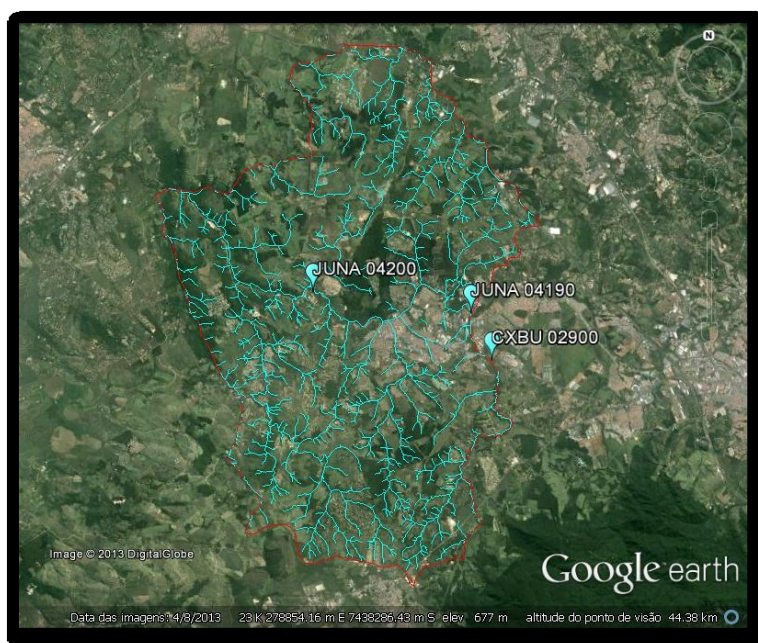 N
JUNA 04200
JUNA 04190
CXBU 02900
Image © 2013 DigitalGlobe
Google earth
Data das imagens: 4/8/2013 23 K 278854.16 m E 7438286.43 m S elev 677 m altitude do ponto de visão 44.38 km